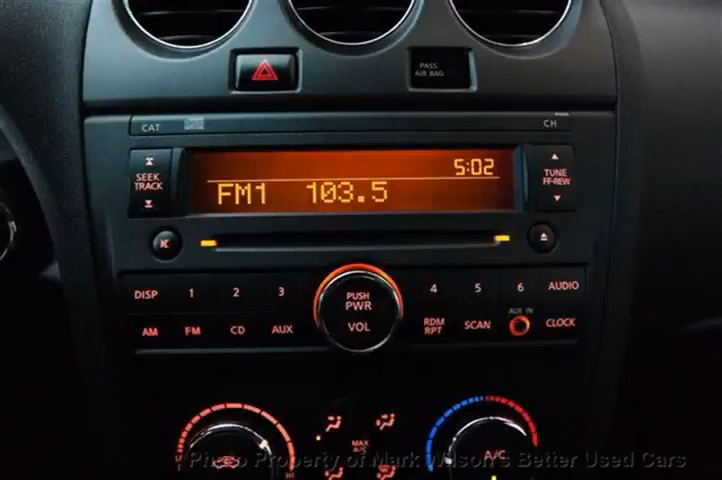 PASS
AIR BAG
CAT
CH
SEEK
TRACK
5:02
FM1 103.5
TUNE
FF·REW
DISP 1 2 3
PUSH
PWR
VOL
4 5 6 AUDIO
AM FM CD AUX
RDM
RPT
SCAN
AUX IN
CLOCK
MAX
A/C
A/C
Photo Property of Mark Wilson's Better Used Cars